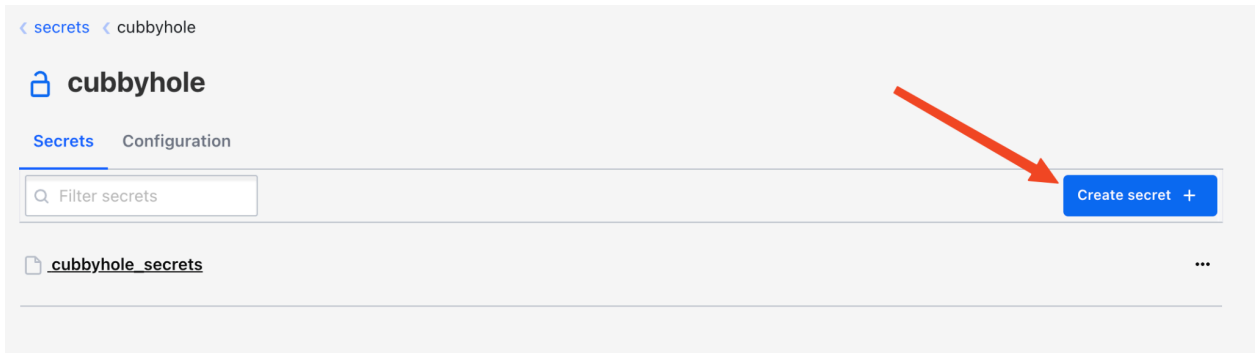 secrets cubbyhole
cubbyhole
Secrets Configuration
Filter secrets
Create secret +
cubbyhole_secrets